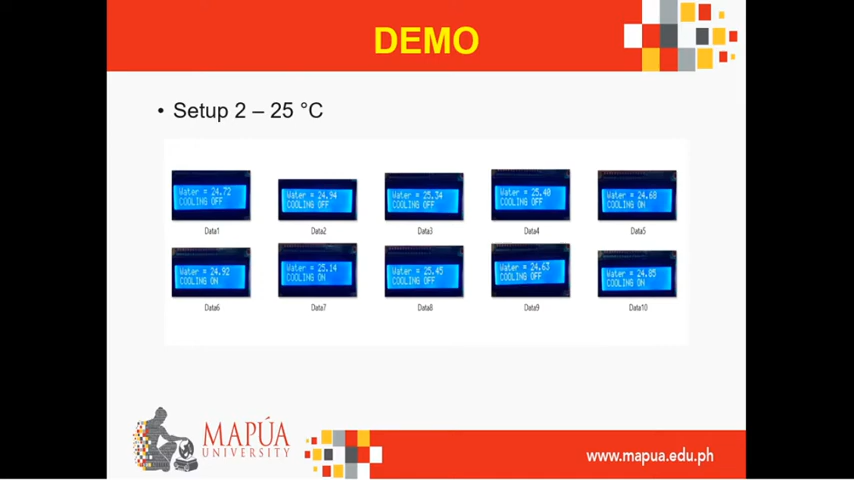 DEMO
• Setup 2 – 25 °C
Water = 24.72
COOLING OFF
Data1
Water = 24.94
COOLING OFF
Data2
Water = 25.34
COOLING OFF
Data3
Water = 25.40
COOLING OFF
Data4
Water = 24.68
COOLING ON
Data5
Water = 24.92
COOLING ON
Data6
Water = 25.14
COOLING ON
Data7
Water = 25.45
COOLING OFF
Data8
Water = 24.63
COOLING OFF
Data9
Water = 24.85
COOLING ON
Data10
MAPÚA
UNIVERSITY
www.mapua.edu.ph